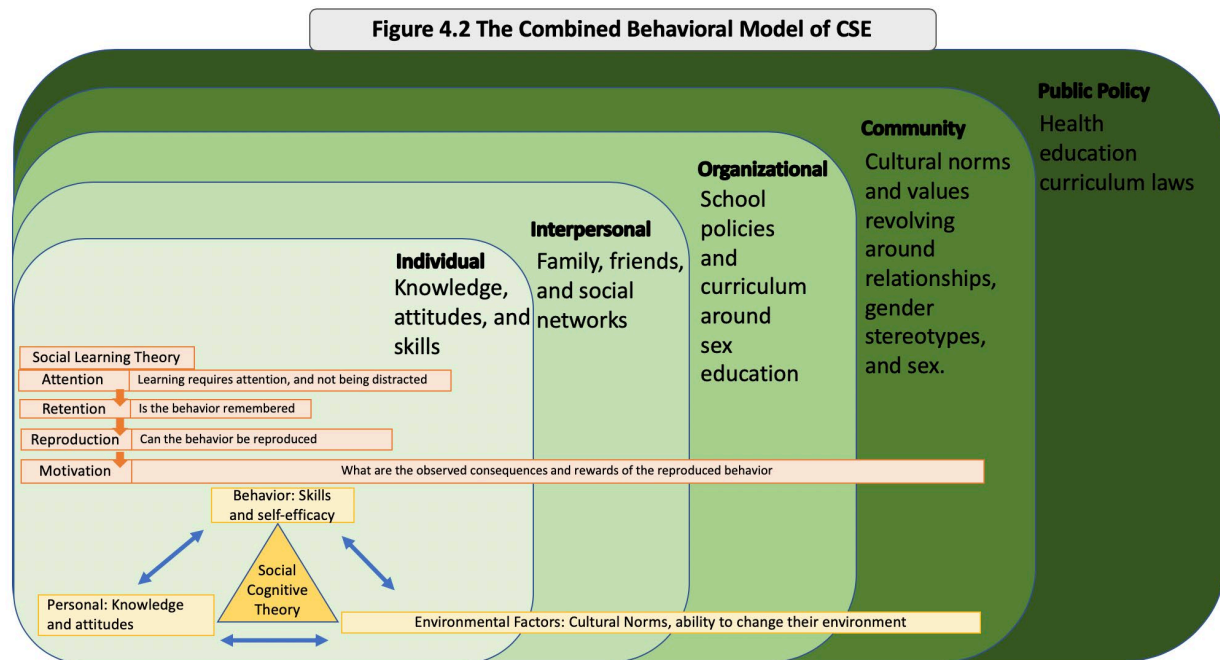 Figure 4.2 The Combined Behavioral Model of CSE
Public Policy
Health
education
curriculum laws
Community
Cultural norms
and values
revolving
around
relationships,
gender
stereotypes,
and sex.
Organizational
School
policies
and
curriculum
around
sex
education
Interpersonal
Family, friends,
and social
networks
Individual
Knowledge,
attitudes, and
skills
Social Learning Theory
Attention
Learning requires attention, and not being distracted
Retention
Is the behavior remembered
Reproduction
Can the behavior be reproduced
Motivation
What are the observed consequences and rewards of the reproduced behavior
Behavior: Skills
and self-efficacy
Social
Cognitive
Theory
Personal: Knowledge
and attitudes
Environmental Factors: Cultural Norms, ability to change their environment